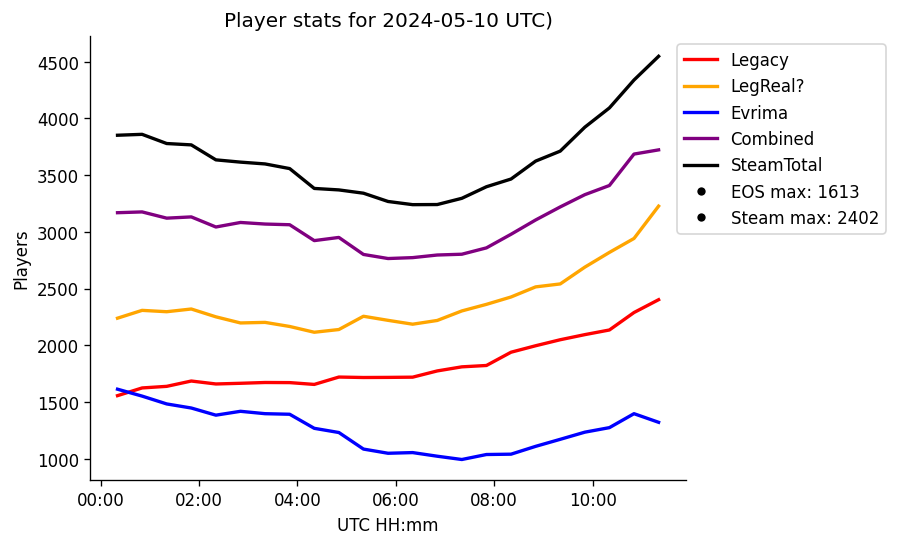 Player stats for 2024-05-10 UTC)
4500
4000
3500
3000
2500
2000
1500
1000
Players
00:00 02:00 04:00 06:00 08:00 10:00
UTC HH:mm
Legacy
LegReal?
Evrima
Combined
SteamTotal
EOS max: 1613
Steam max: 2402